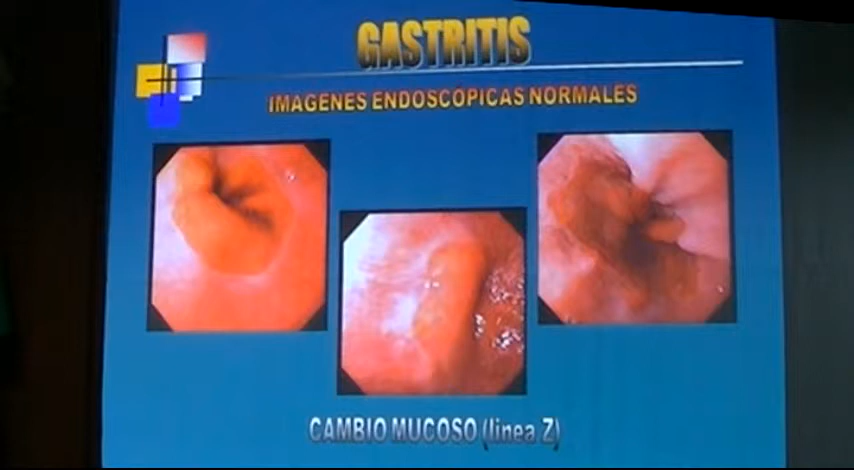 GASTRITIS
IMAGENES ENDOSCOPICAS NORMALES
CAMBIO MUCOSO (linea Z)